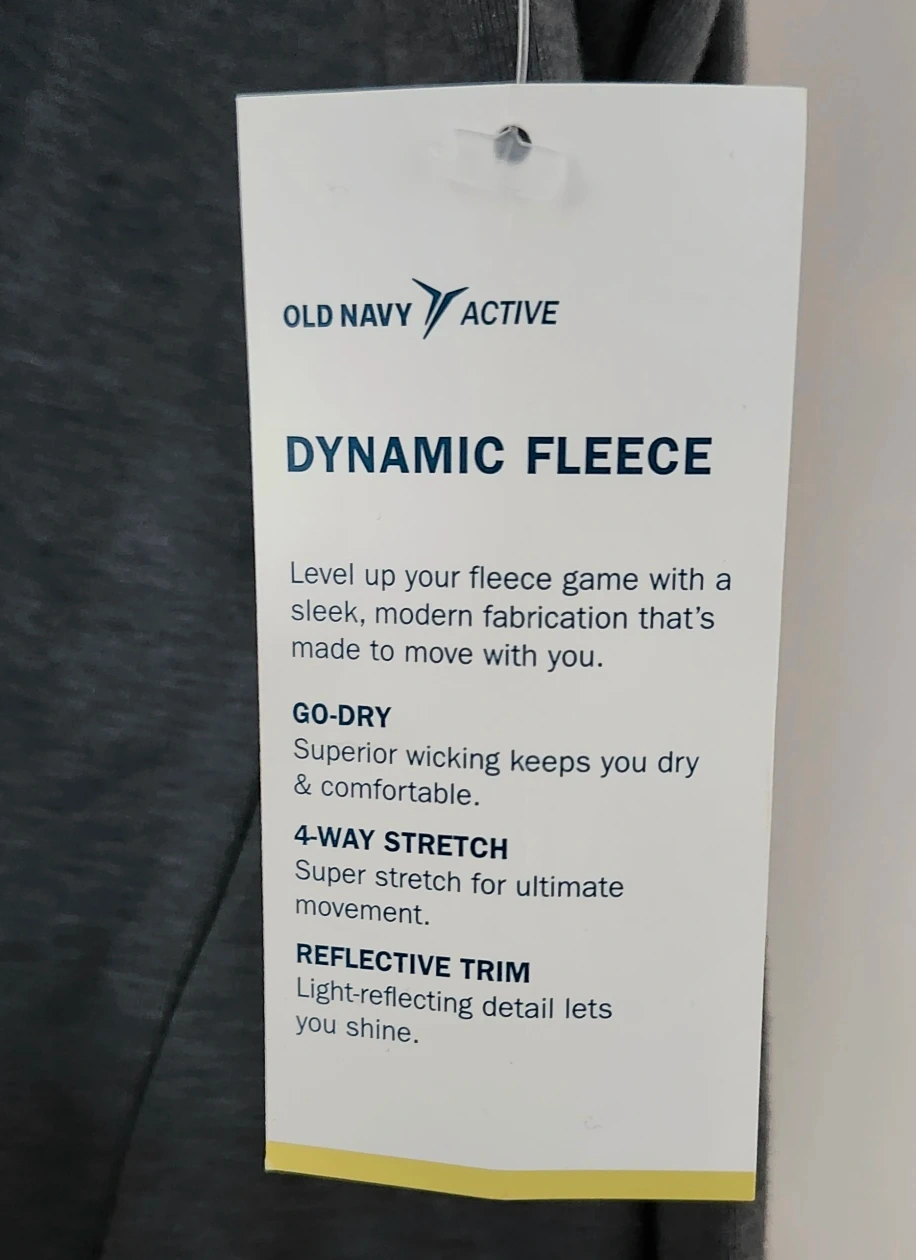 OLD NAVY ACTIVE
DYNAMIC FLEECE
Level up your fleece game with a
sleek, modern fabrication that's
made to move with you.
GO-DRY
Superior wicking keeps you dry
& comfortable.
4-WAY STRETCH
Super stretch for ultimate
movement.
REFLECTIVE TRIM
Light-reflecting detail lets
you shine.